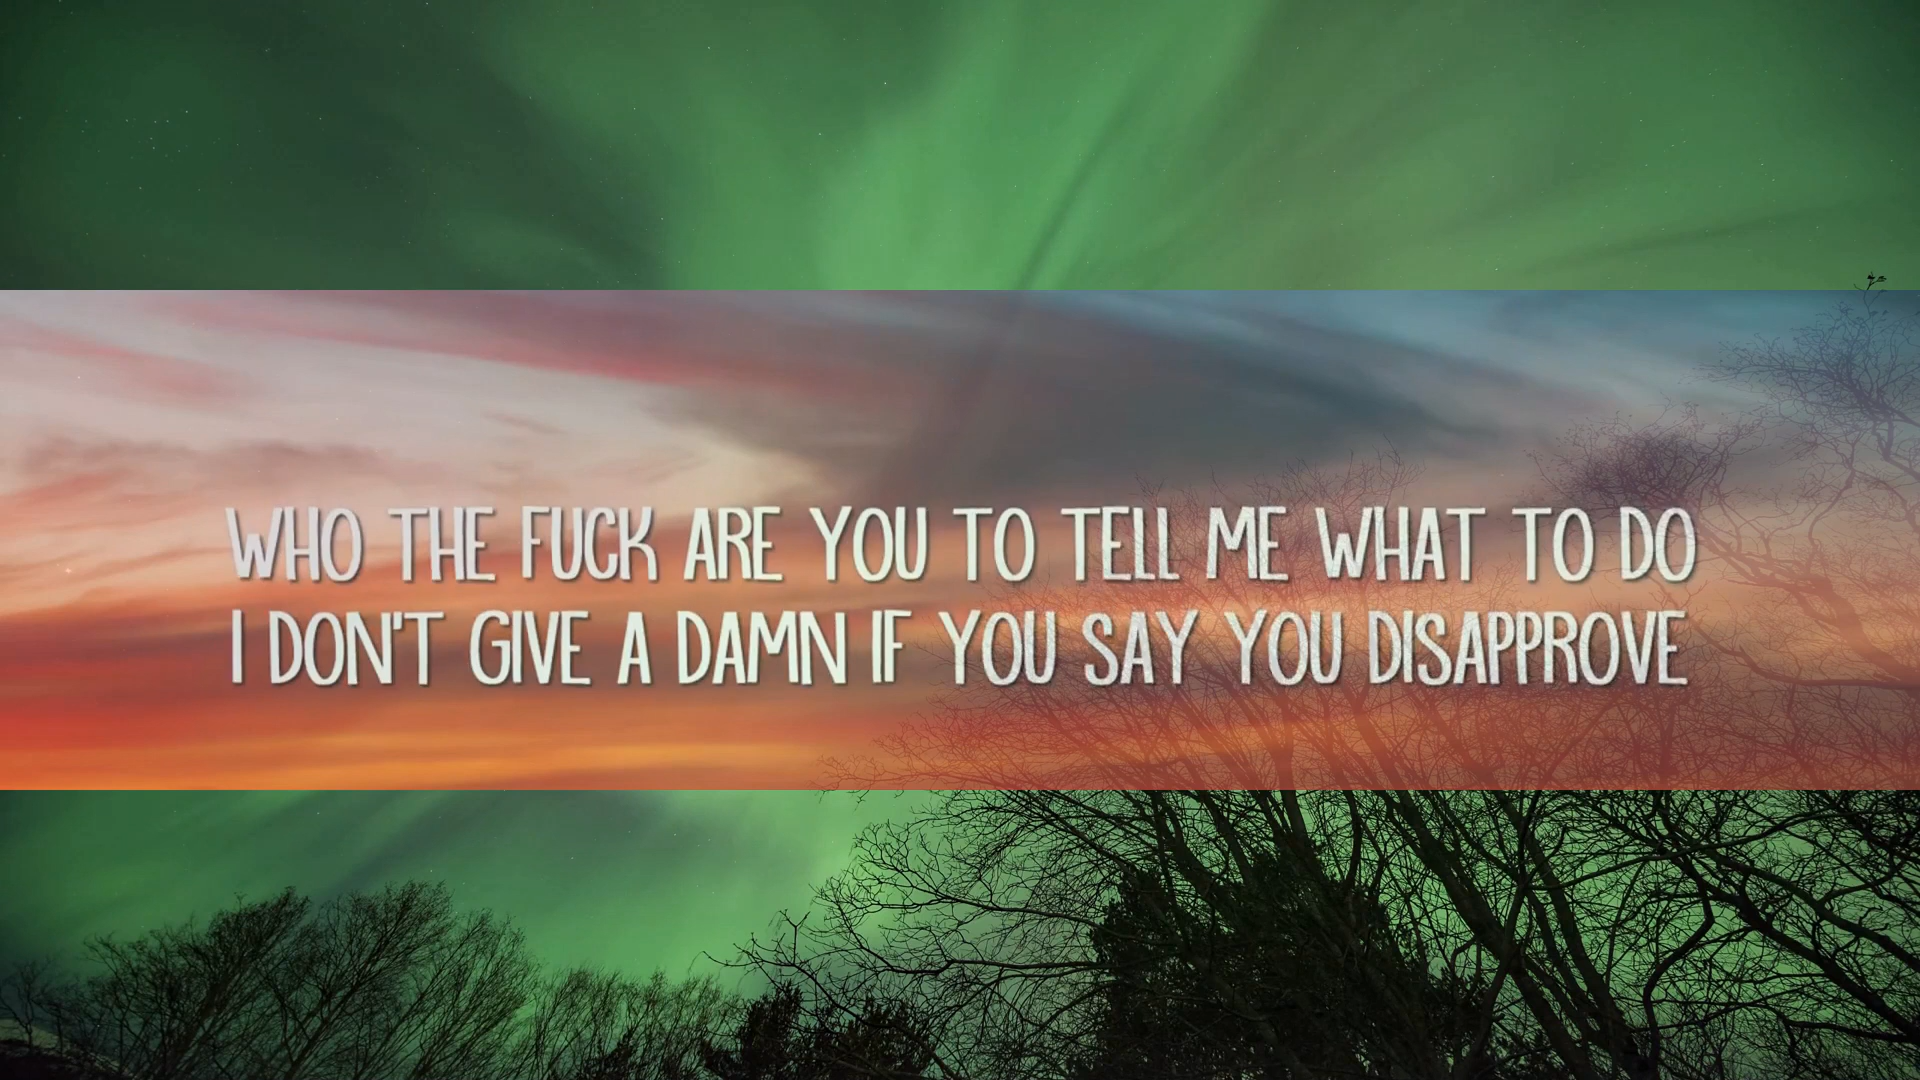 WHO THE FUCK ARE YOU TO TELL ME WHAT TO DO
I DON'T GIVE A DAMN IF YOU SAY YOU DISAPPROVE